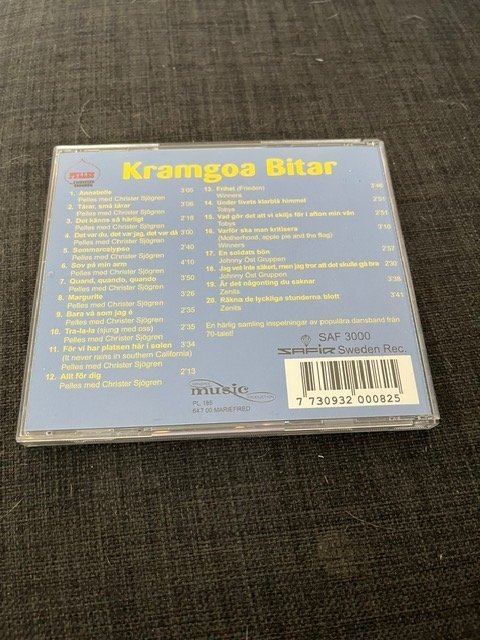 PELLES
Kramgoa Bitar
1. Annabelle 3:05
Pelles med Christer Sjögren
2. Tårar, små tårar 2:06
Pelles med Christer Sjögren
3. Det känns så härligt 2:18
Pelles med Christer Sjögren
4. Det var du, det var jag, det var då 3:00
Pelles med Christer Sjögren
5. Sommarcalypso 2:40
Pelles med Christer Sjögren
6. Sov på min arm 4:10
Pelles med Christer Sjögren
7. Quand, quando, quando 3:50
Pelles med Christer Sjögren
8. Margurite 3:26
Pelles med Christer Sjögren
9. Bara vå som jag é 2:35
Pelles med Christer Sjögren
10. Tra-la-la (sjung med oss) 2:35
Pelles med Christer Sjögren
11. För vi har platsen här i solen 3:34
(It never rains in southern California)
Pelles med Christer Sjögren
12. Allt för dig 2:13
Pelles med Christer Sjögren
13. Frihet (Frieden) 3:46
Winners
14. Under livets klarblå himmel 2:51
Tobys
15. Vad gör det att vi skiljs för i afton min vän 2:51
Tobys
16. Varför ska man kritisera 3:10
(Motherhood, apple pie and the flag)
Winners
17. En soldats bön 2:57
Johnny Öst Gruppen
18. Jag vet inte säkert, men jag tror att det skulle gå bra 2:32
Johnny Öst Gruppen
19. Är det någonting du saknar 3:38
Zenits
20. Räkna de lyckliga stunderna blott 3:41
Zenits
En härlig samling inspelningar av populära dansband från
70-talet!
SAF 3000
SAFIR Sweden Rec.
music
PL 185
647 00 MARIEFRED
7 730932 000825